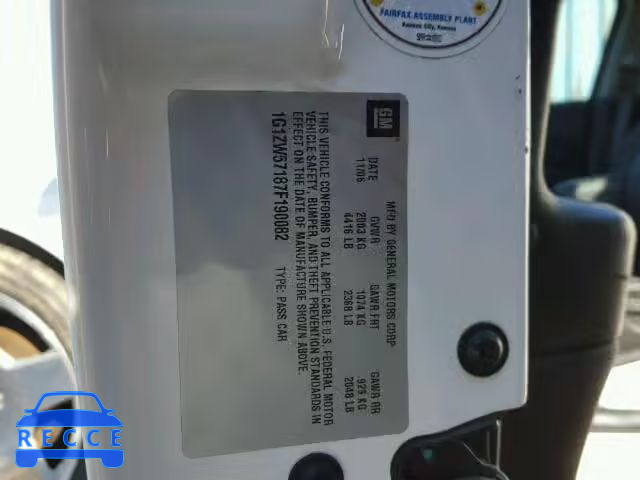 FAIRFAX ASSEMBLY PLANT
Kansas City, Kansas
GM
MFD BY GENERAL MOTORS CORP
DATE GVWR GAWR FRT GAWR RR
11/06 2003 KG 1074 KG 929 KG
4416 LB 2368 LB 2048 LB
THIS VEHICLE CONFORMS TO ALL APPLICABLE U.S. FEDERAL MOTOR
VEHICLE SAFETY, BUMPER, AND THEFT PREVENTION STANDARDS IN
EFFECT ON THE DATE OF MANUFACTURE SHOWN ABOVE.
1G1ZW57187F190082 TYPE: PASS CAR
RECCE